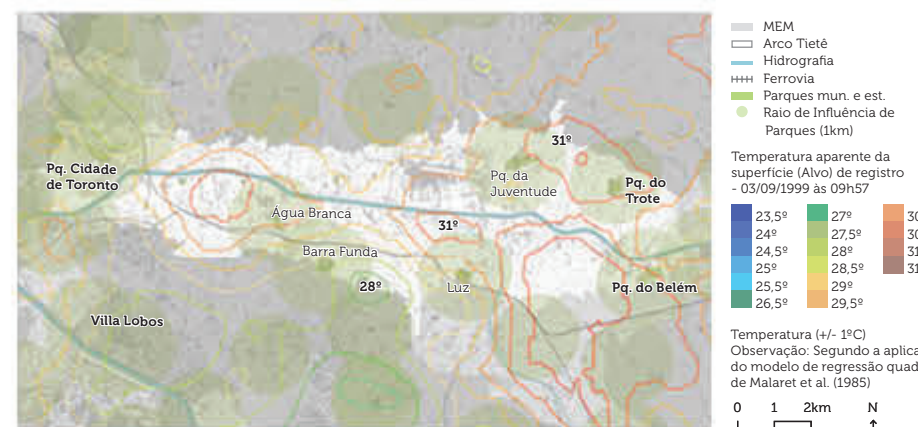 Pq. Cidade
de Toronto
Água Branca
Barra Funda
28º
Villa Lobos
31º
Luz
Pq. da
Juventude
31º
Pq. do
Trote
Pq. do Belém
MEM
Arco Tietê
Hidrografia
Ferrovia
Parques mun. e est.
Raio de Influência de
Parques (1km)
Temperatura aparente da
superfície (Alvo) de registro
- 03/09/1999 às 09h57
23,5º
24º
24,5º
25º
25,5º
26,5º
27º
27,5º
28º
28,5º
29º
29,5º
30
30
31
31
Temperatura (+/- 1ºC)
Observação: Segundo a aplica
do modelo de regressão quad
de Malaret et al. (1985)
0 1 2km N